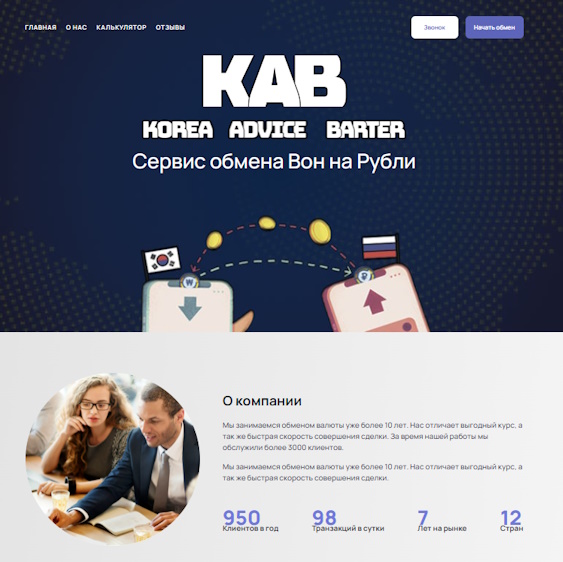 ГЛАВНАЯ О НАС КАЛЬКУЛЯТОР ОТЗЫВЫ Звонок Начать обмен
KAB
KOREA ADVICE BARTER
Сервис обмена Вон на Рубли
W ₽
О компании
Мы занимаемся обменом валюты уже более 10 лет. Нас отличает выгодный курс, а
так же быстрая скорость совершения сделки. За время нашей работы мы
обслужили более 3000 клиентов.
Мы занимаемся обменом валюты уже более 10 лет. Нас отличает выгодный курс, а
так же быстрая скорость совершения сделки.
950 98 7 12
Клиентов в год Транзакций в сутки Лет на рынке Стран